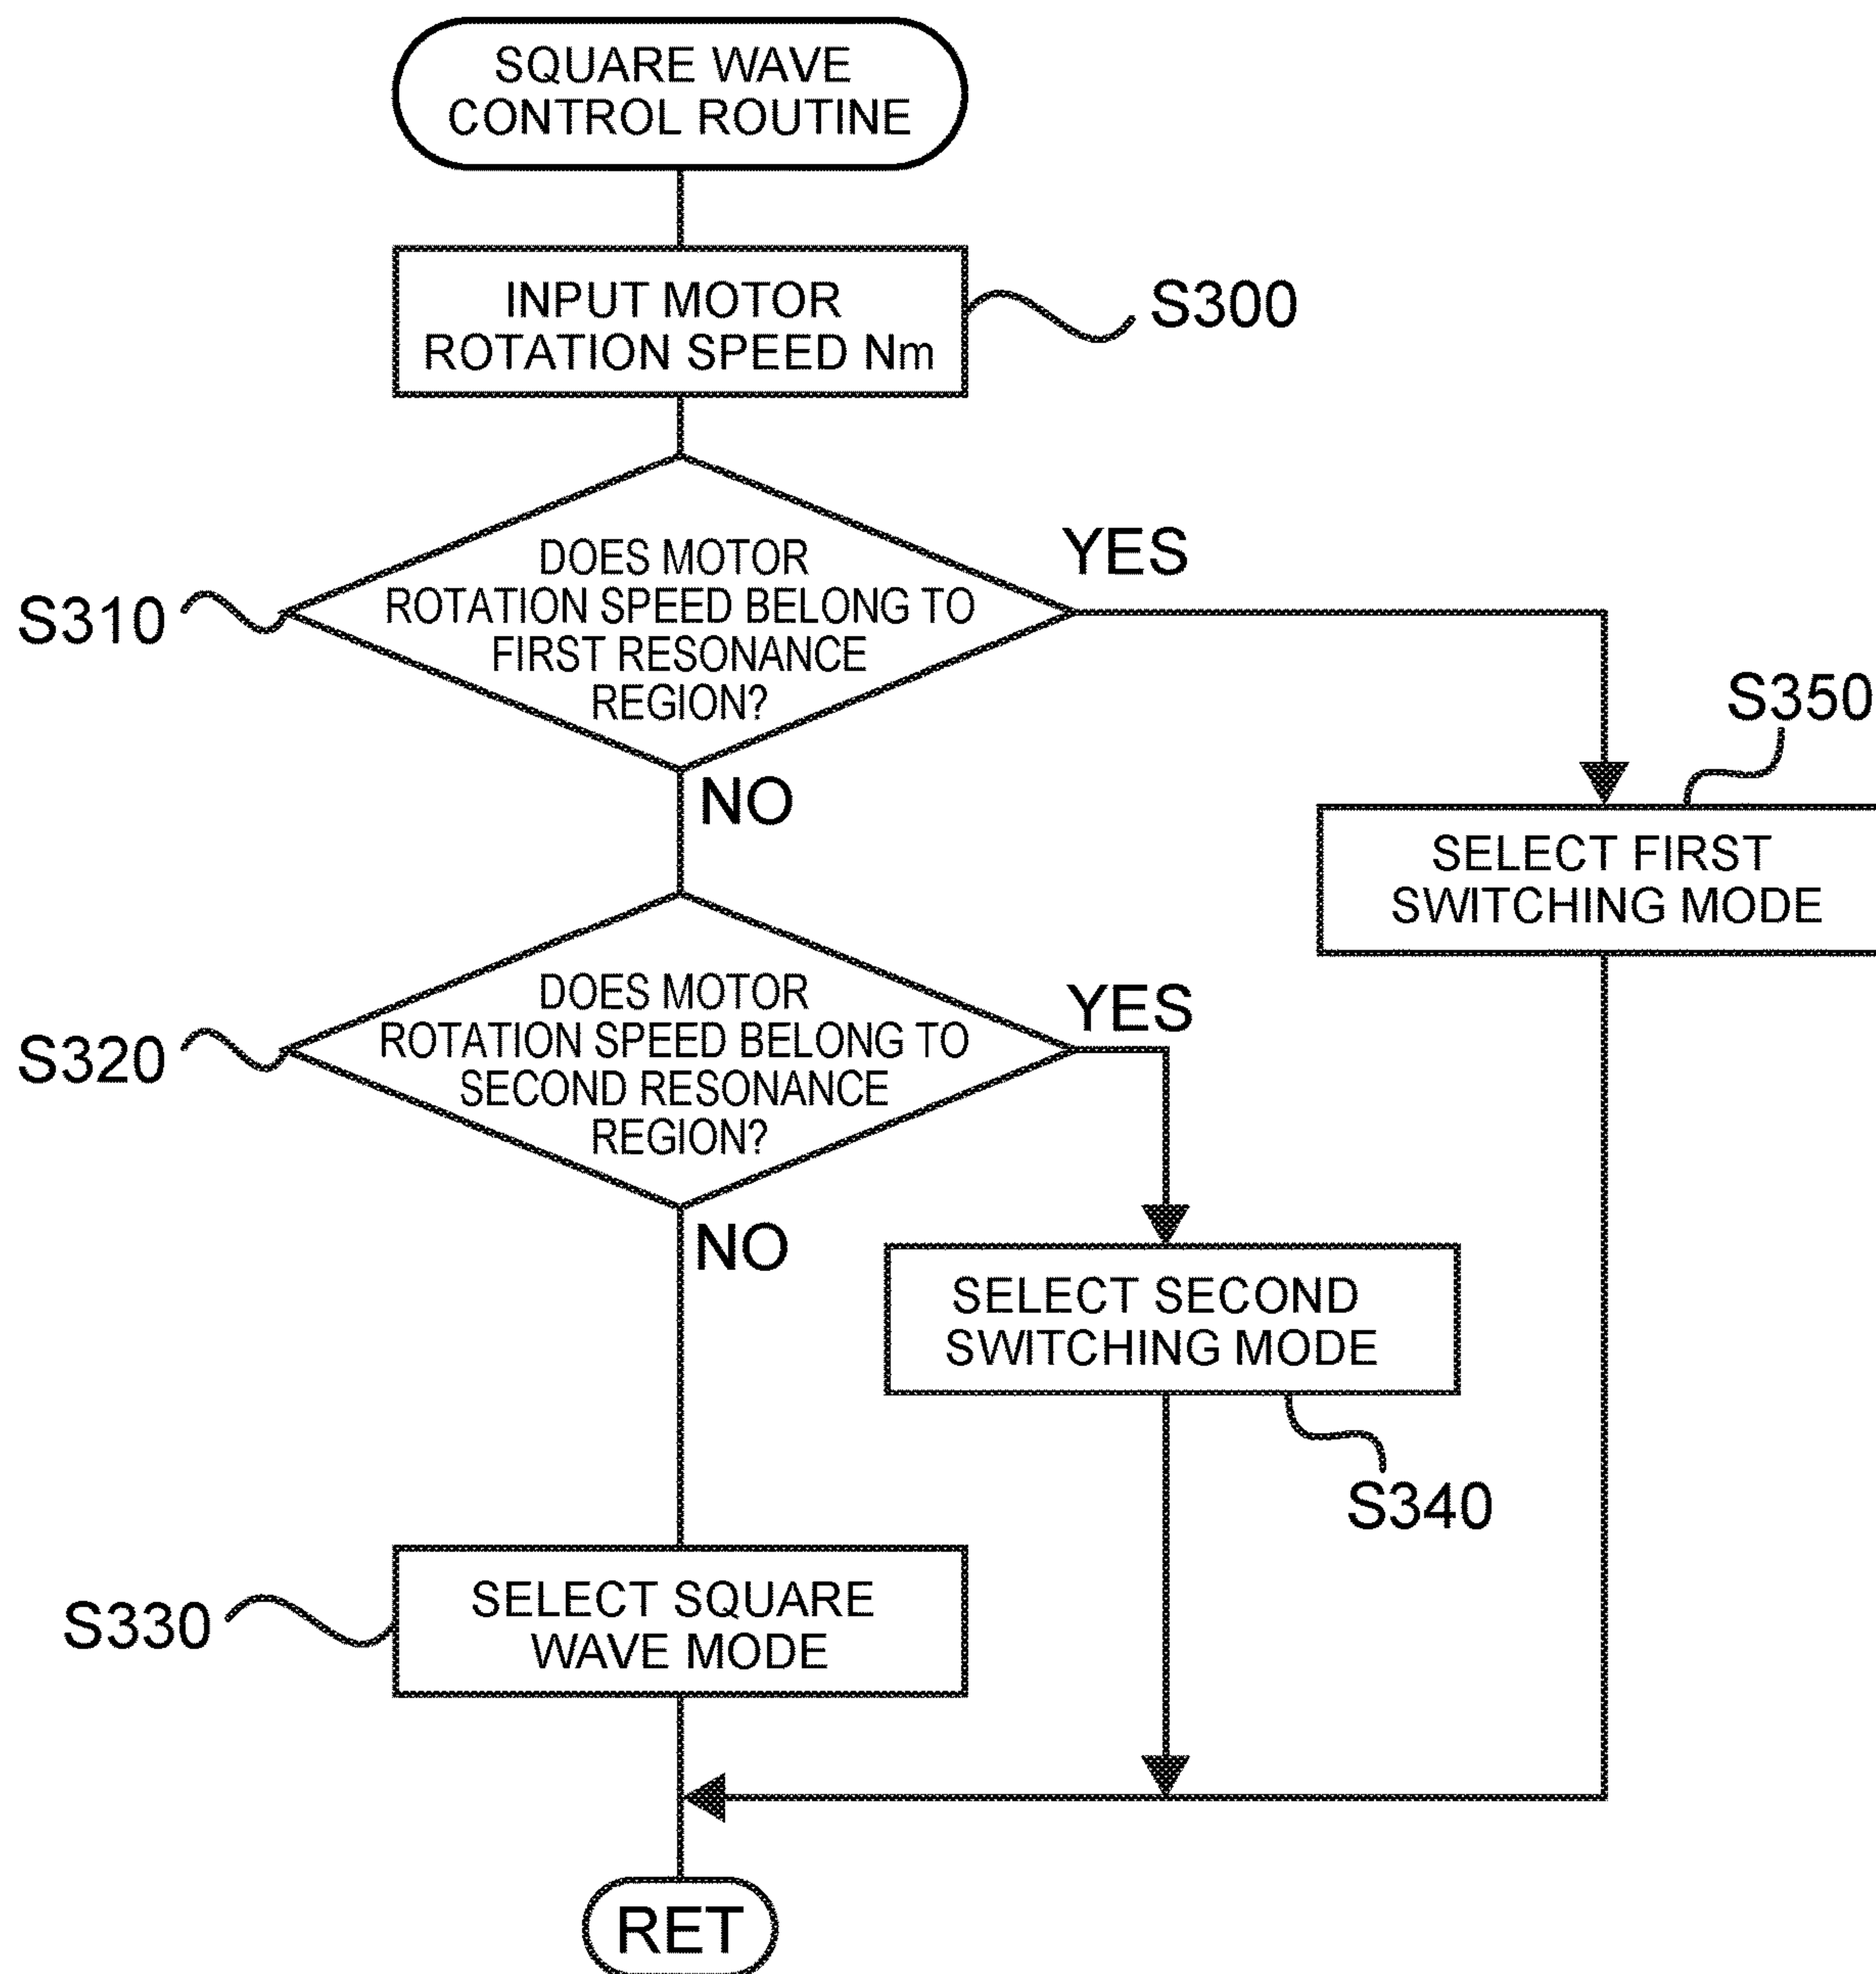 SQUARE WAVE
CONTROL ROUTINE
INPUT MOTOR
ROTATION SPEED Nm
S300
DOES MOTOR
ROTATION SPEED BELONG TO
FIRST RESONANCE
REGION?
S310
YES
NO
S350
SELECT FIRST
SWITCHING MODE
DOES MOTOR
ROTATION SPEED BELONG TO
SECOND RESONANCE
REGION?
S320
YES
NO
SELECT SECOND
SWITCHING MODE
S340
S330
SELECT SQUARE
WAVE MODE
RET